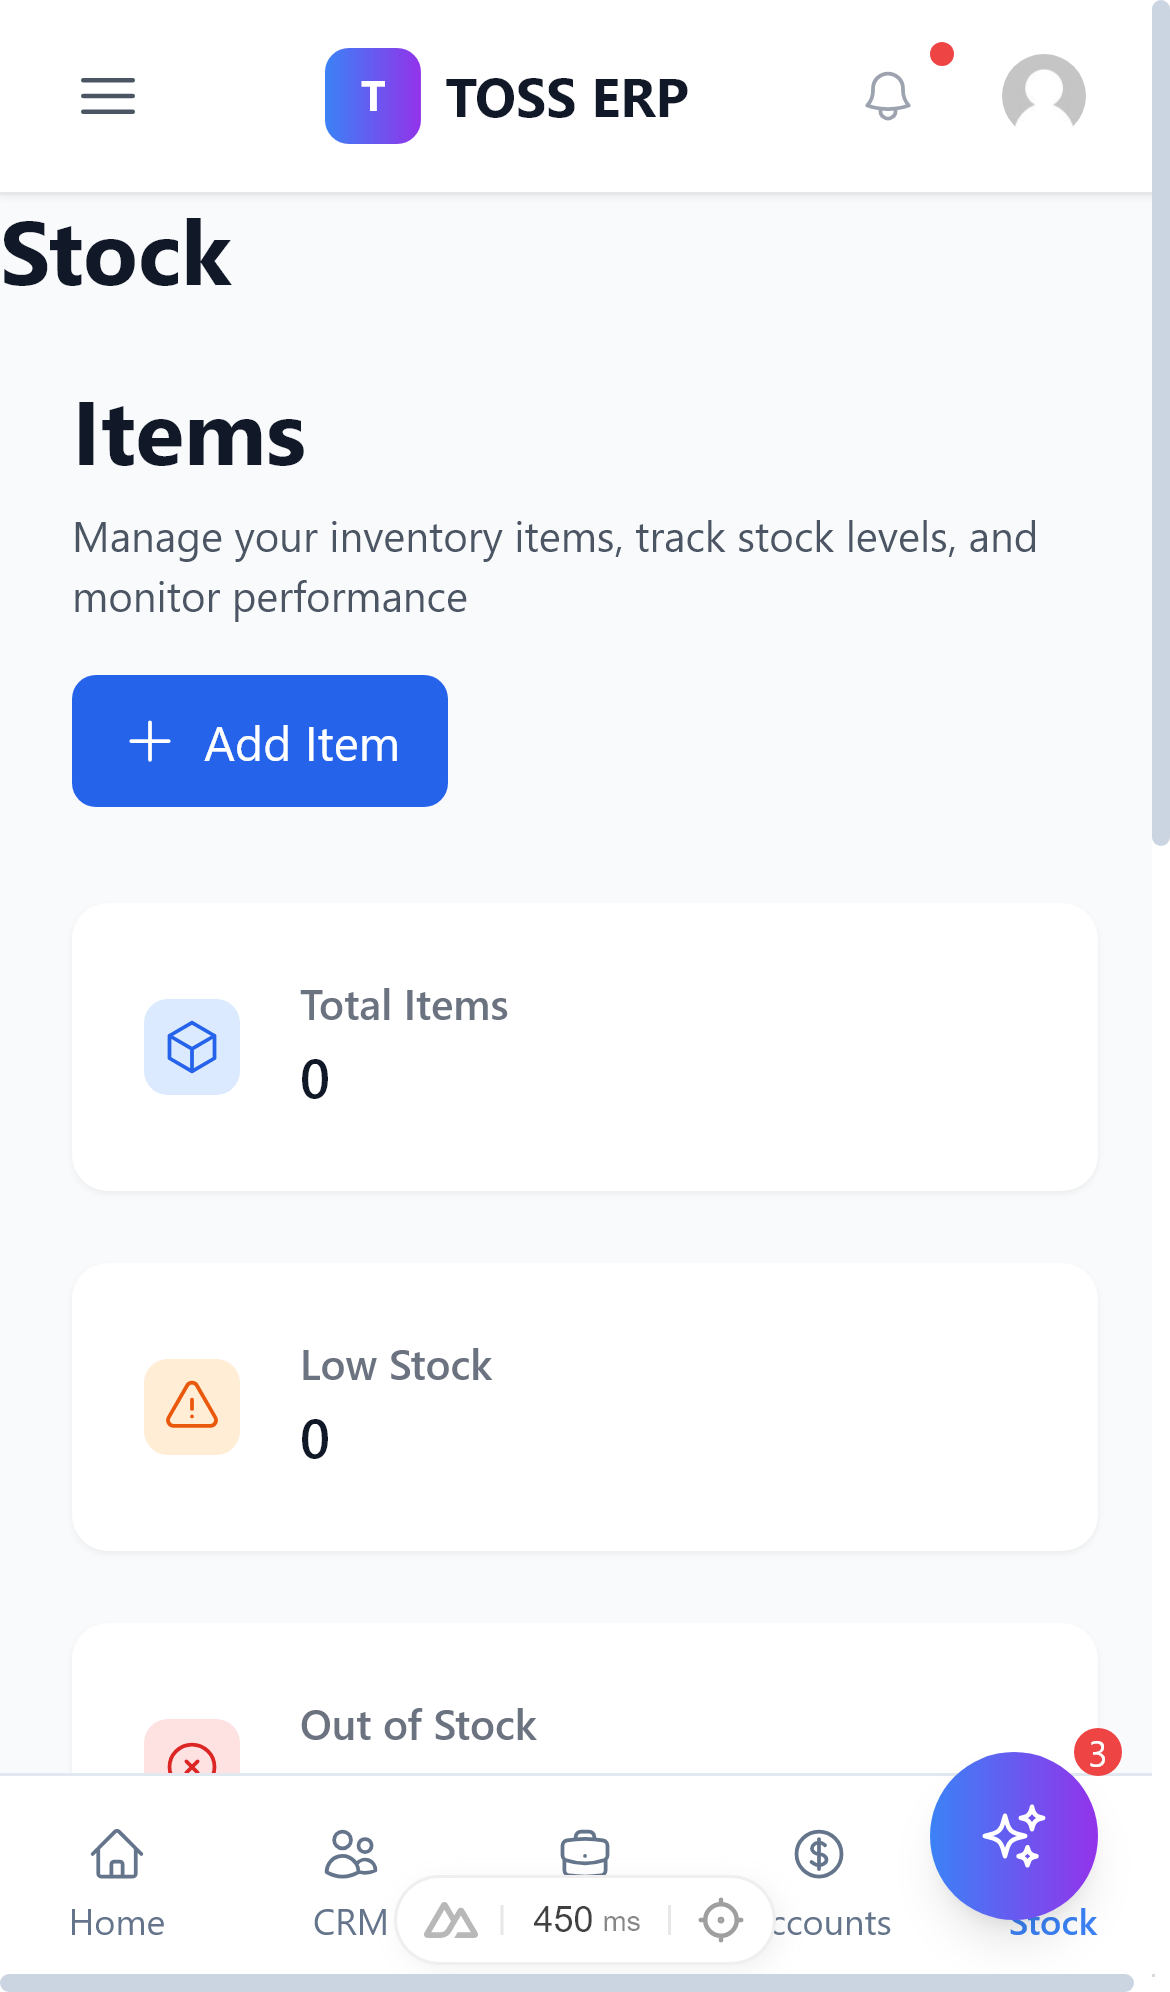 T TOSS ERP
Stock
Items
Manage your inventory items, track stock levels, and
monitor performance
Add Item
Total Items
0
Low Stock
0
Out of Stock
3
Home CRM ccounts Stock
450 ms